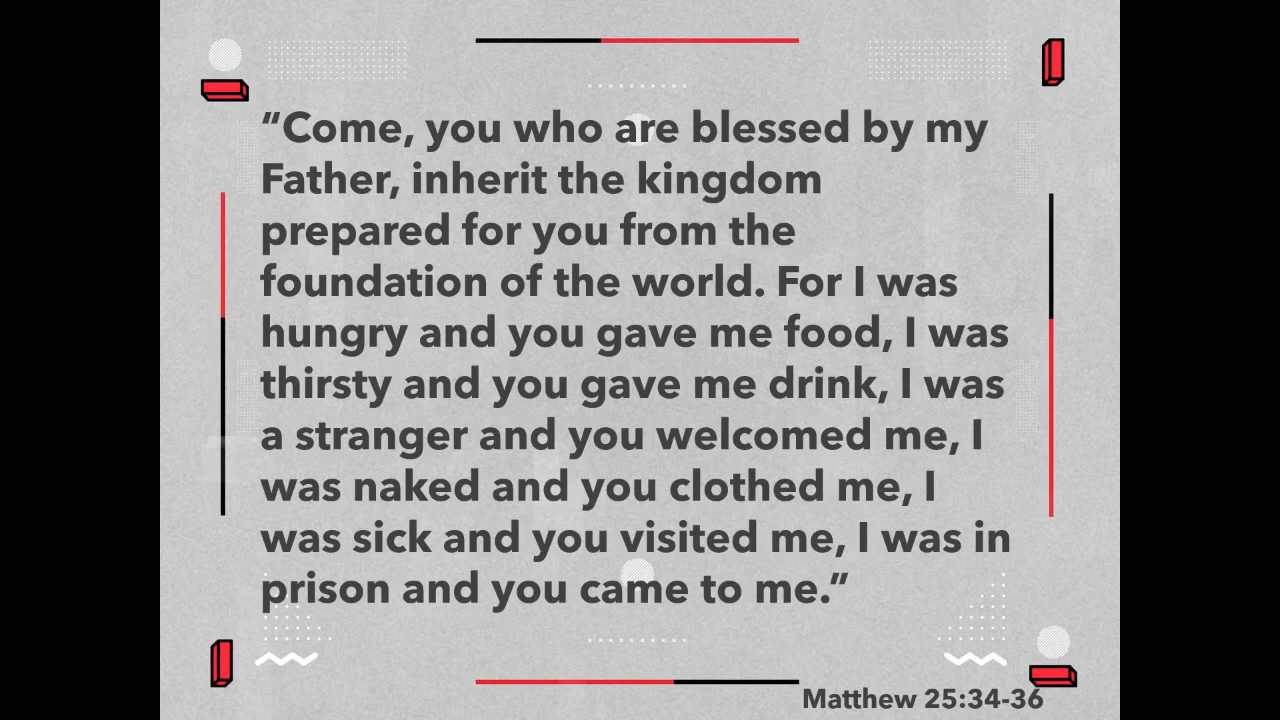 “Come, you who are blessed by my
Father, inherit the kingdom
prepared for you from the
foundation of the world. For I was
hungry and you gave me food, I was
thirsty and you gave me drink, I was
a stranger and you welcomed me, I
was naked and you clothed me, I
was sick and you visited me, I was in
prison and you came to me.”
Matthew 25:34-36